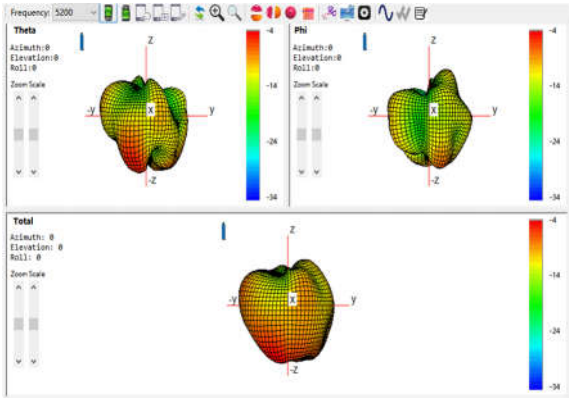 Frequency: 5200
Theta
Azimuth:0
Elevation:0
Roll:0
Zoom Scale
z
-y
x
y
-z
-4
-14
-24
-34
Phi
Azimuth:0
Elevation:0
Roll:0
Zoom Scale
z
-y
x
y
-z
-4
-14
-24
-34
Total
Azimuth: 0
Elevation: 0
Roll: 0
Zoom Scale
z
-y
x
y
-z
-4
-14
-24
-34